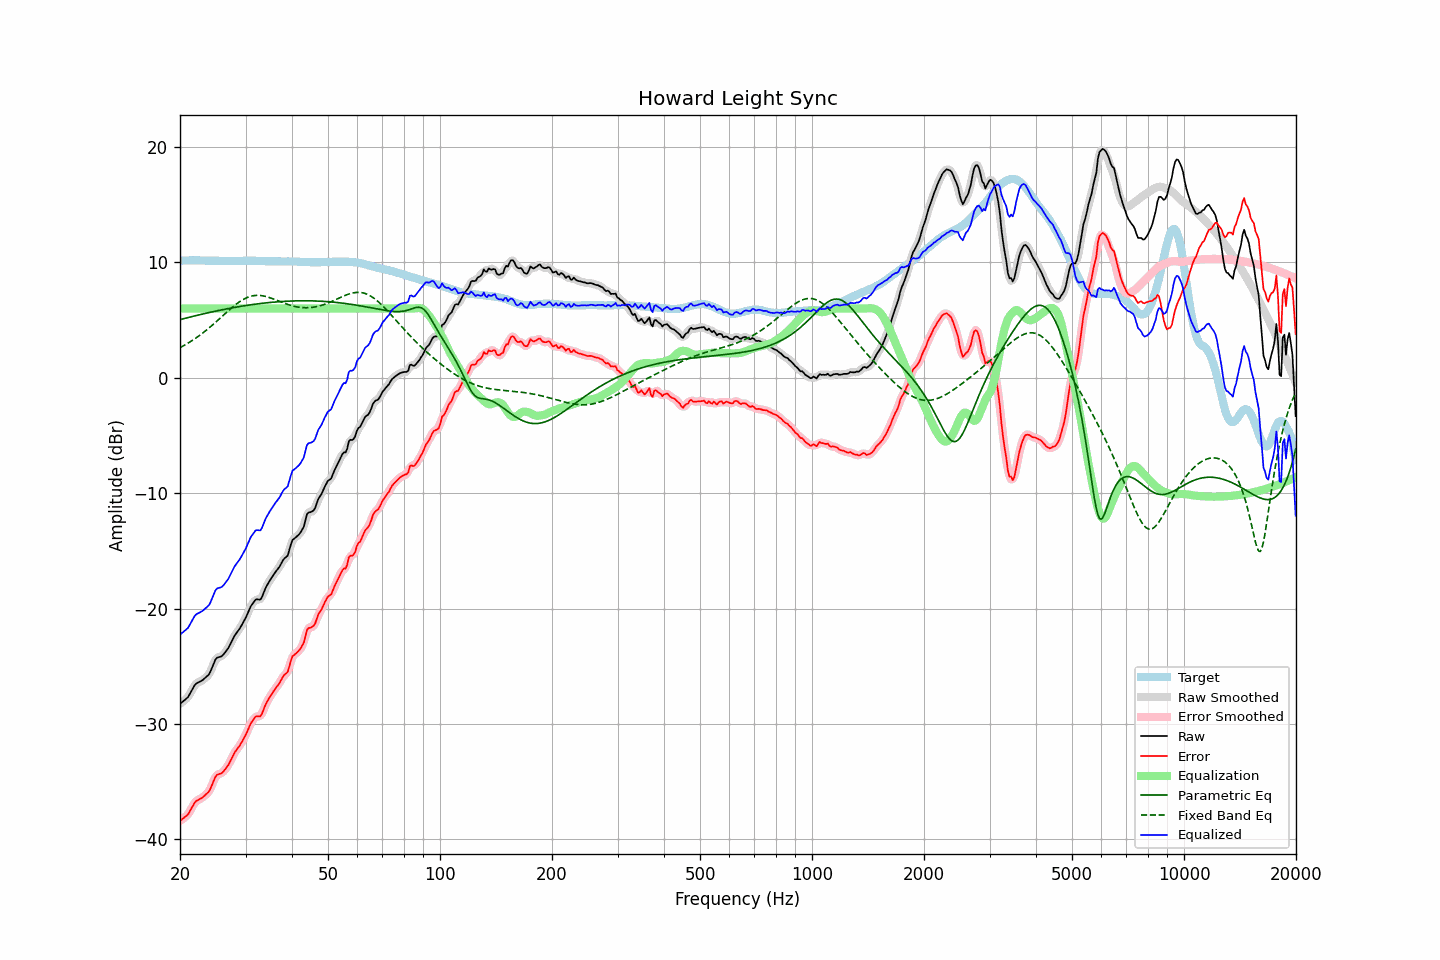 Howard Leight Sync
20
10
0
−10
−20
−30
−40
Amplitude (dBr)
20
50
100
200
500
1000
2000
5000
10000
20000
Frequency (Hz)
Target
Raw Smoothed
Error Smoothed
Raw
Error
Equalization
Parametric Eq
Fixed Band Eq
Equalized